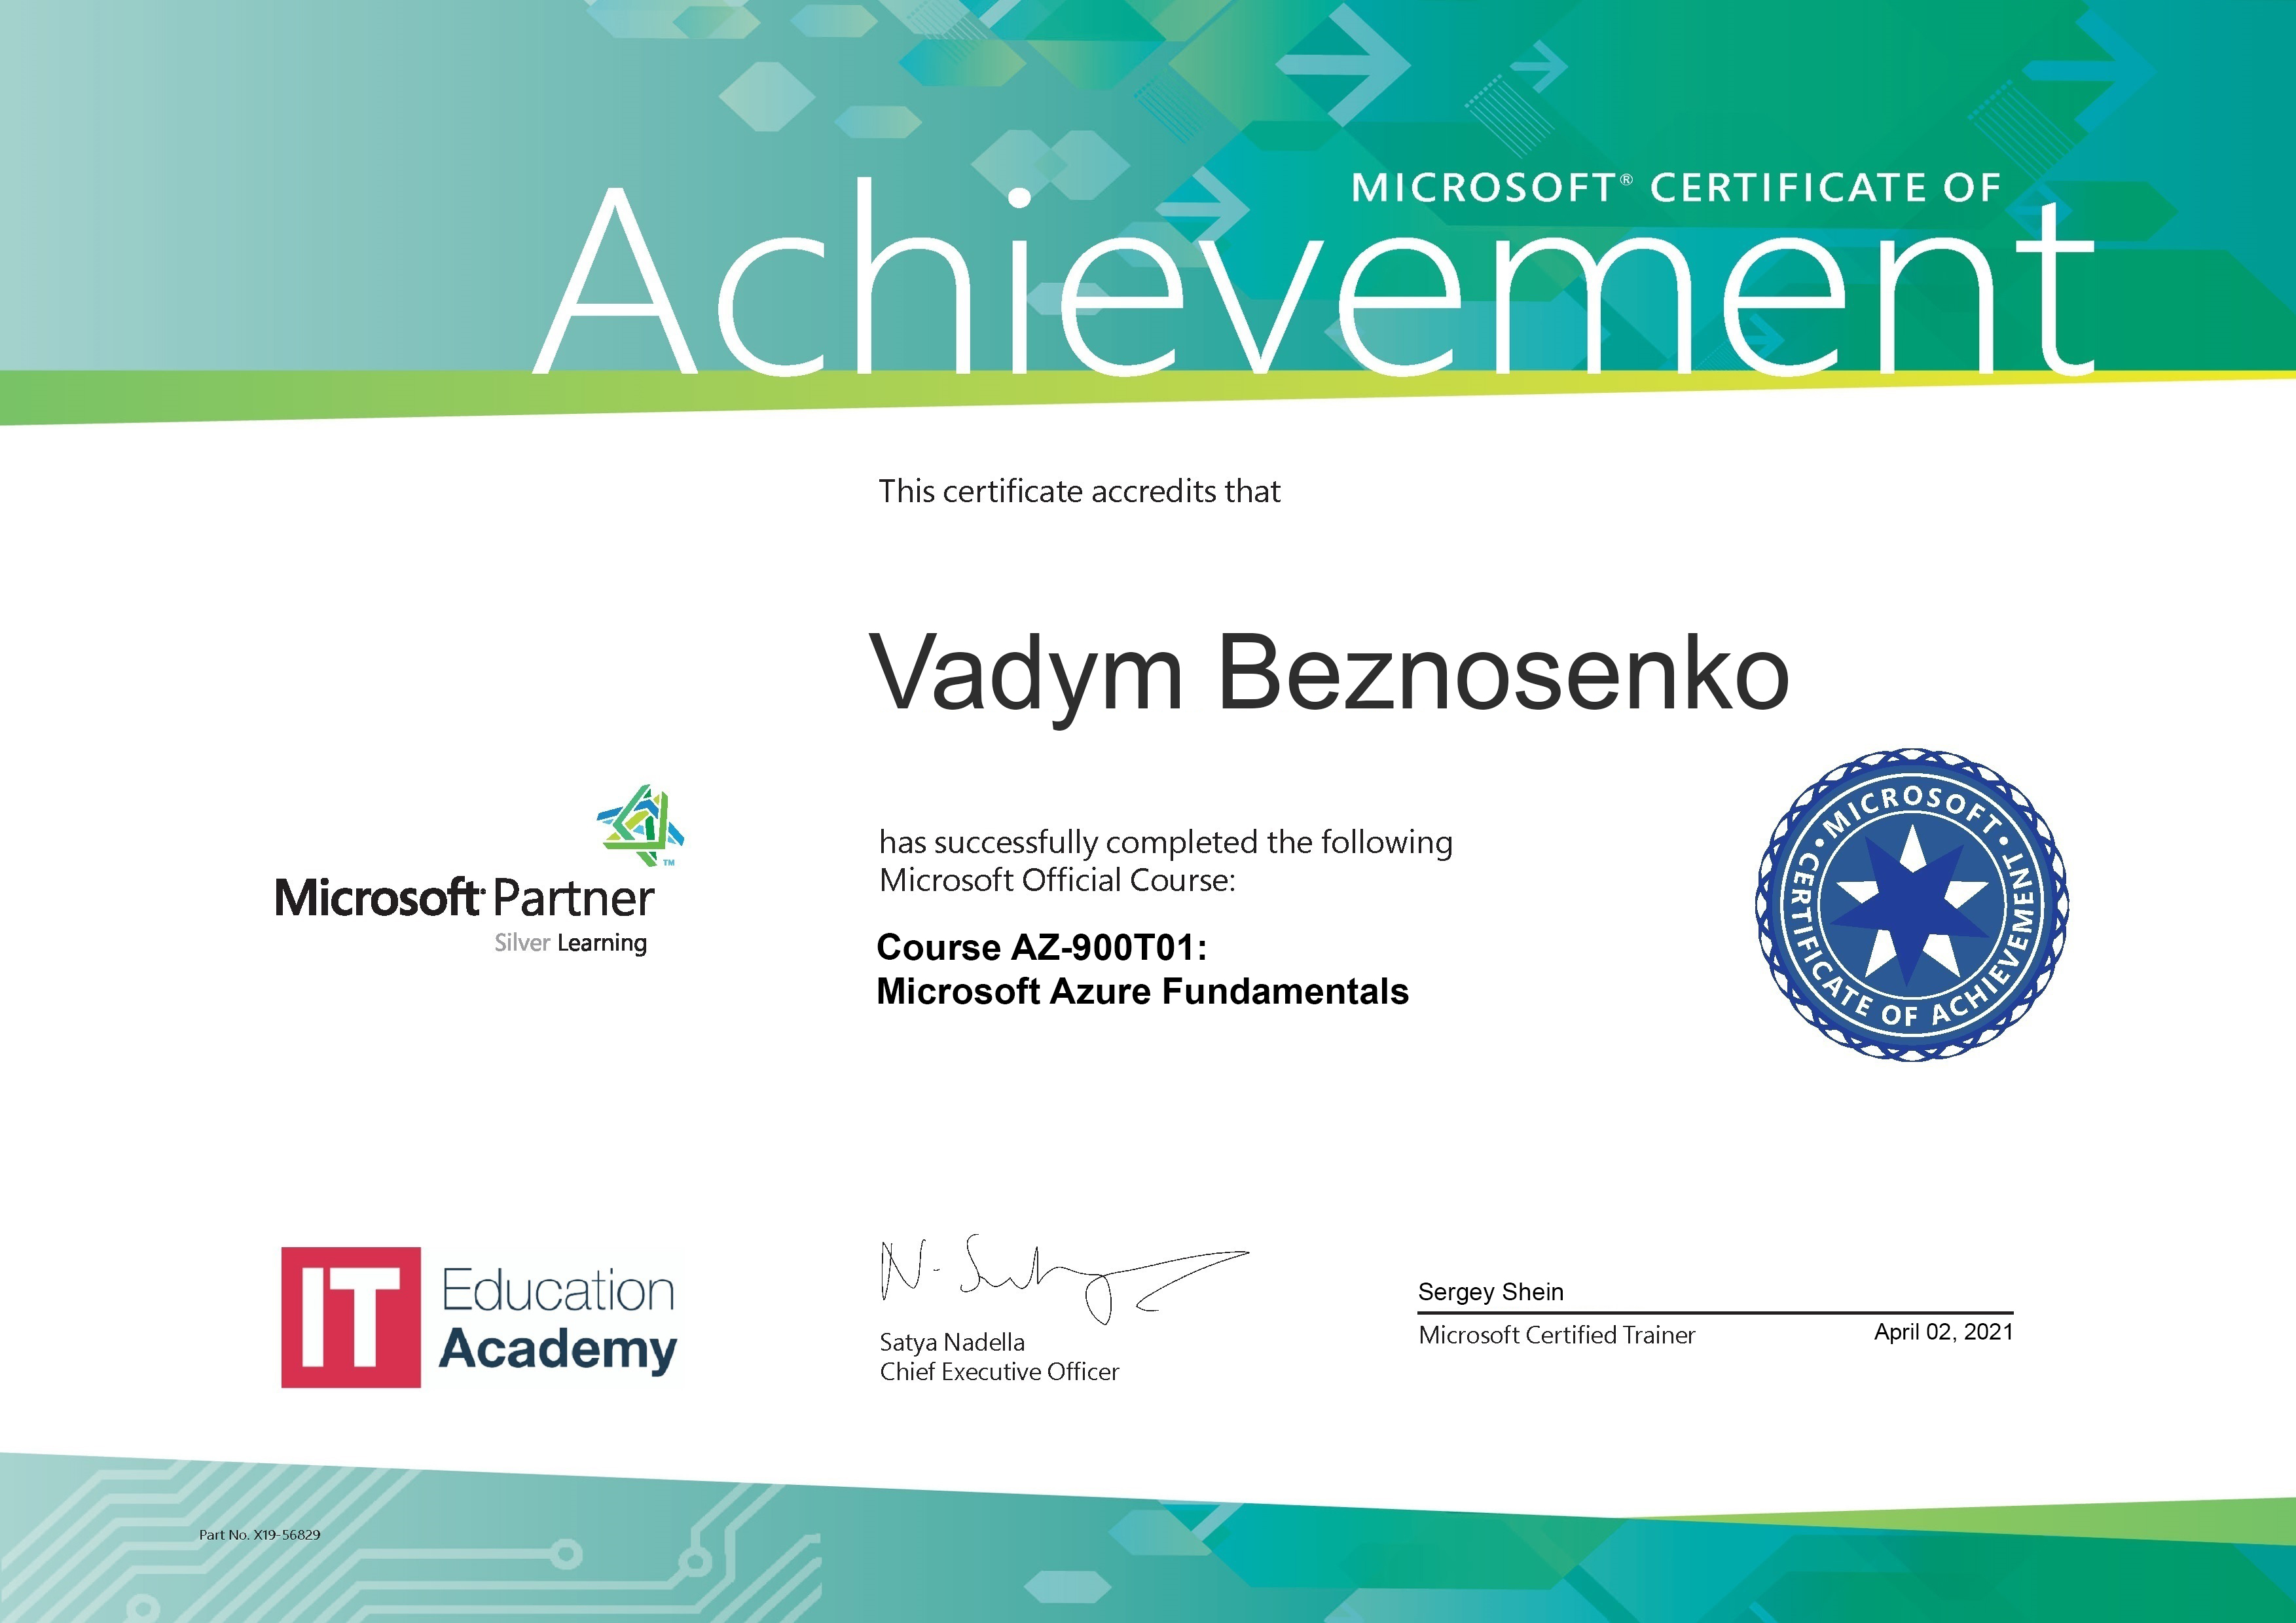 MICROSOFT® CERTIFICATE OF
Achievement
This certificate accredits that
Vadym Beznosenko
has successfully completed the following
Microsoft Official Course:
Course AZ-900T01:
Microsoft Azure Fundamentals
Microsoft Partner
Silver Learning
TM
• MICROSOFT •
CERTIFICATE OF ACHIEVEMENT
IT Education
Academy
N. Satya
Satya Nadella
Chief Executive Officer
Sergey Shein
Microsoft Certified Trainer
April 02, 2021
Part No. X19-56829